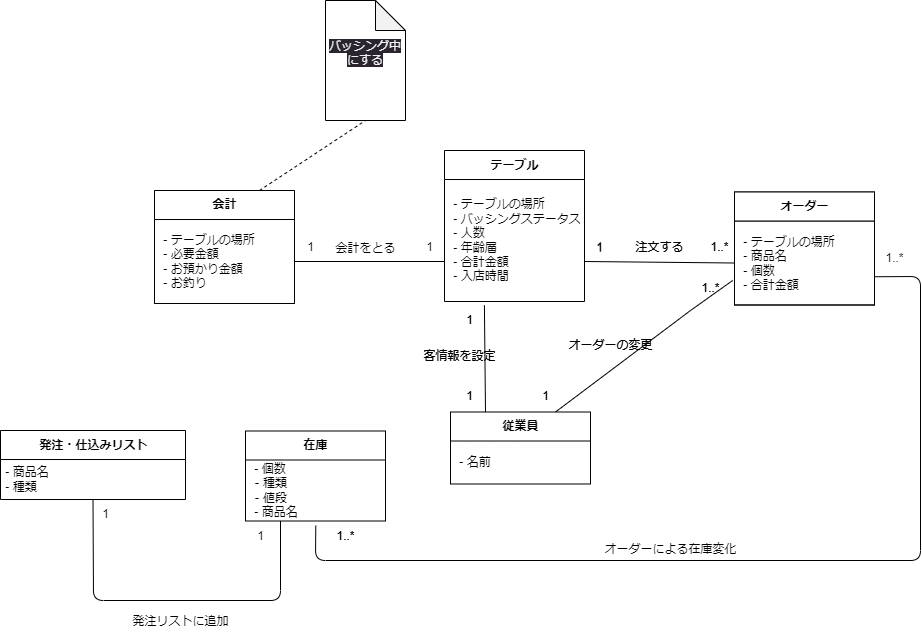 バッシング中
にする
会計
- テーブルの場所
- 必要金額
- お預かり金額
- お釣り
1
会計をとる
1
テーブル
- テーブルの場所
- バッシングステータス
- 人数
- 年齢層
- 合計金額
- 入店時間
1
注文する
1..*
オーダー
- テーブルの場所
- 商品名
- 個数
- 合計金額
1..*
1..*
オーダーの変更
1
1
客情報を設定
1
従業員
- 名前
発注・仕込みリスト
- 商品名
- 種類
1
在庫
- 個数
- 種類
- 値段
- 商品名
1
1..*
オーダーによる在庫変化
発注リストに追加